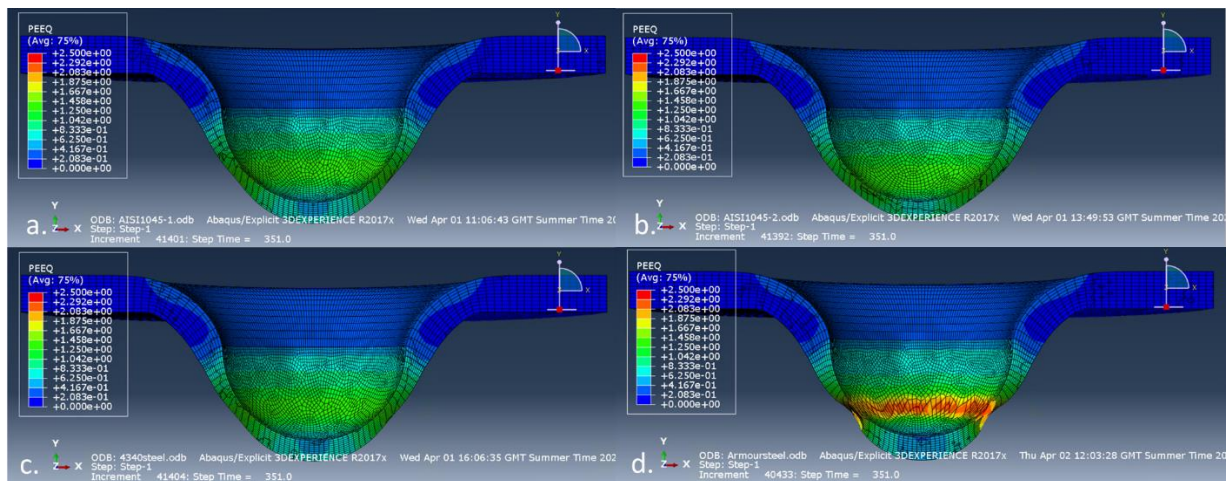 PEEQ
(Avg: 75%)
+2.500e+00
+2.292e+00
+2.083e+00
+1.875e+00
+1.667e+00
+1.458e+00
+1.250e+00
+1.042e+00
+8.333e-01
+6.250e-01
+4.167e-01
+2.083e-01
+0.000e+00
Y
X
Y
a. Z X
ODB: AISI1045-1.odb Abaqus/Explicit 3DEXPERIENCE R2017x Wed Apr 01 11:06:43 GMT Summer Time 20
Step: Step-1
Increment 41401: Step Time = 351.0
PEEQ
(Avg: 75%)
+2.500e+00
+2.292e+00
+2.083e+00
+1.875e+00
+1.667e+00
+1.458e+00
+1.250e+00
+1.042e+00
+8.333e-01
+6.250e-01
+4.167e-01
+2.083e-01
+0.000e+00
Y
X
Y
b. Z X
ODB: AISI1045-2.odb Abaqus/Explicit 3DEXPERIENCE R2017x Wed Apr 01 13:49:53 GMT Summer Time 20
Step: Step-1
Increment 41392: Step Time = 351.0
PEEQ
(Avg: 75%)
+2.500e+00
+2.292e+00
+2.083e+00
+1.875e+00
+1.667e+00
+1.458e+00
+1.250e+00
+1.042e+00
+8.333e-01
+6.250e-01
+4.167e-01
+2.083e-01
+0.000e+00
Y
X
Y
c. Z X
ODB: 4340steel.odb Abaqus/Explicit 3DEXPERIENCE R2017x Wed Apr 01 16:06:35 GMT Summer Time 202
Step: Step-1
Increment 41404: Step Time = 351.0
PEEQ
(Avg: 75%)
+2.500e+00
+2.292e+00
+2.083e+00
+1.875e+00
+1.667e+00
+1.458e+00
+1.250e+00
+1.042e+00
+8.333e-01
+6.250e-01
+4.167e-01
+2.083e-01
+0.000e+00
Y
X
Y
d. Z X
ODB: Armoursteel.odb Abaqus/Explicit 3DEXPERIENCE R2017x Thu Apr 02 12:03:28 GMT Summer Time 20
Step: Step-1
Increment 40433: Step Time = 351.0